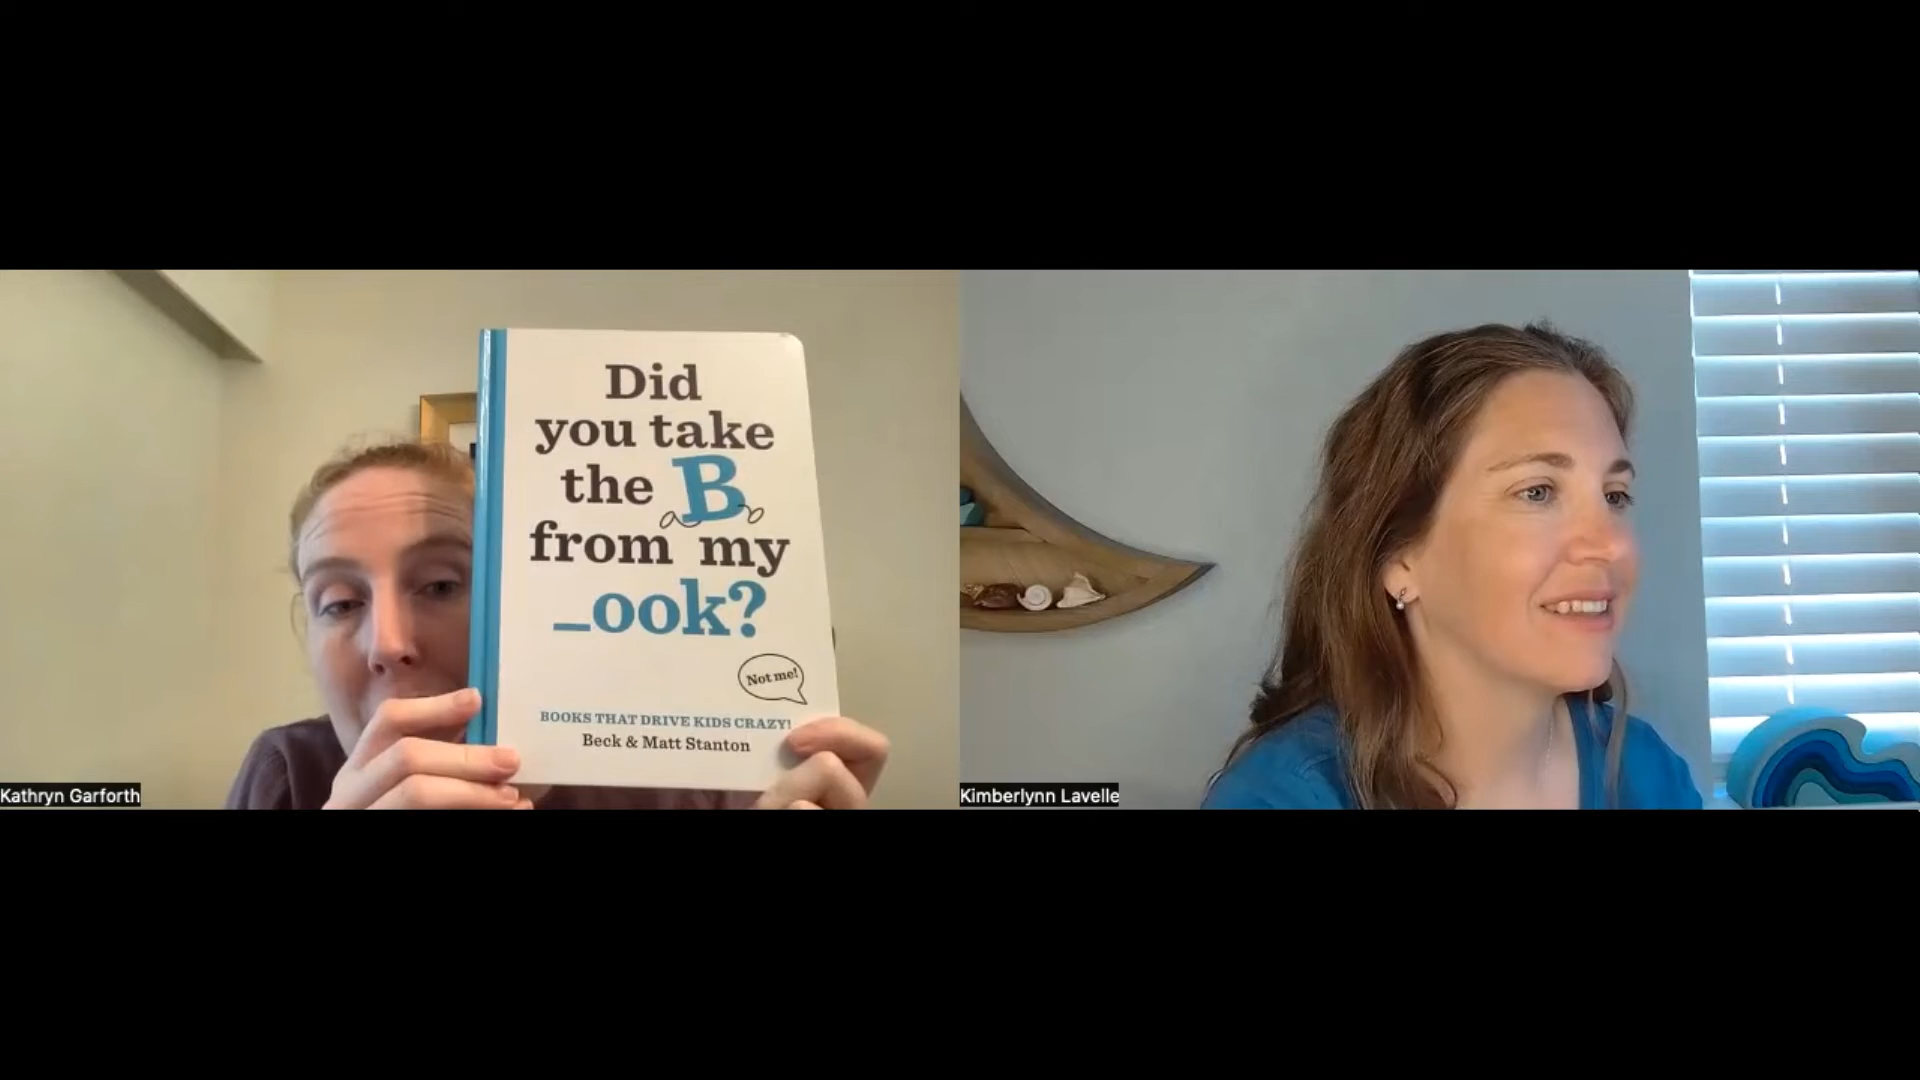 Did
you take
the B
from my
_ook?
Not me!
BOOKS THAT DRIVE KIDS CRAZY!
Beck & Matt Stanton
Kathryn Garforth
Kimberlynn Lavelle